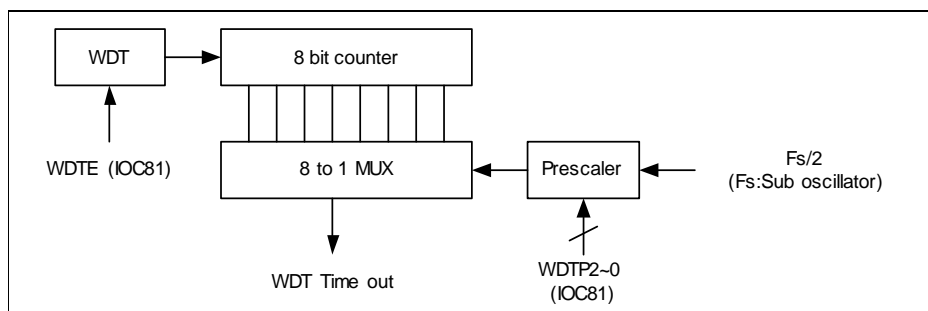 WDT
8 bit counter
WDTE (IOC81)
8 to 1 MUX
Prescaler
Fs/2
(Fs:Sub oscillator)
WDT Time out
WDTP2~0
(IOC81)